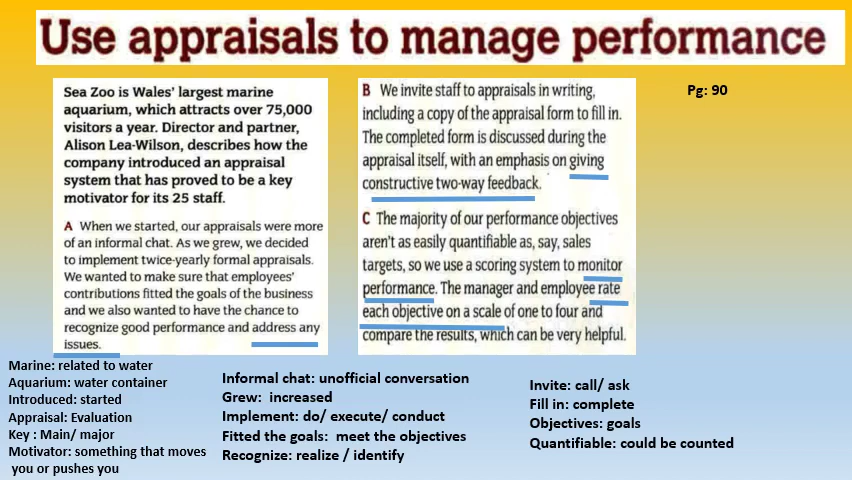 Use appraisals to manage performance
Sea Zoo is Wales' largest marine
aquarium, which attracts over 75,000
visitors a year. Director and partner,
Alison Lea-Wilson, describes how the
company introduced an appraisal
system that has proved to be a key
motivator for its 25 staff.
A When we started, our appraisals were more
of an informal chat. As we grew, we decided
to implement twice-yearly formal appraisals.
We wanted to make sure that employees'
contributions fitted the goals of the business
and we also wanted to have the chance to
recognize good performance and address any
issues.
B We invite staff to appraisals in writing,
including a copy of the appraisal form to fill in.
The completed form is discussed during the
appraisal itself, with an emphasis on giving
constructive two-way feedback.
C The majority of our performance objectives
aren't as easily quantifiable as, say, sales
targets, so we use a scoring system to monitor
performance. The manager and employee rate
each objective on a scale of one to four and
compare the results, which can be very helpful.
Pg: 90
Marine: related to water
Aquarium: water container
Introduced: started
Appraisal: Evaluation
Key : Main/ major
Motivator: something that moves
you or pushes you
Informal chat: unofficial conversation
Grew: increased
Implement: do/ execute/ conduct
Fitted the goals: meet the objectives
Recognize: realize / identify
Invite: call/ ask
Fill in: complete
Objectives: goals
Quantifiable: could be counted